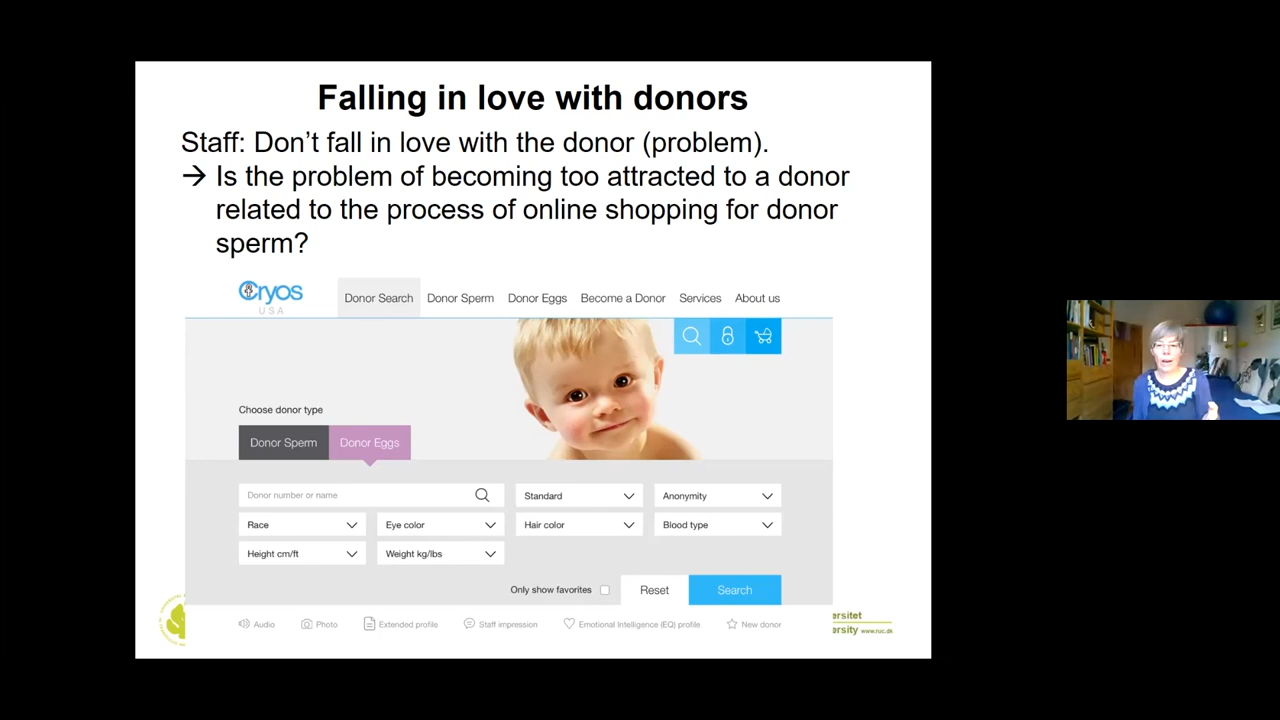 Falling in love with donors
Staff: Don’t fall in love with the donor (problem).
→ Is the problem of becoming too attracted to a donor
related to the process of online shopping for donor
sperm?
Cryos
USA
Donor Search Donor Sperm Donor Eggs Become a Donor Services About us
Choose donor type
Donor Sperm Donor Eggs
Donor number or name Standard Anonymity
Race Eye color Hair color Blood type
Height cm/ft Weight kg/lbs
Only show favorites Reset Search
Audio Photo Extended profile Staff impression Emotional Intelligence (EQ) profile New donor
ersitet
ersity www.ruc.dk